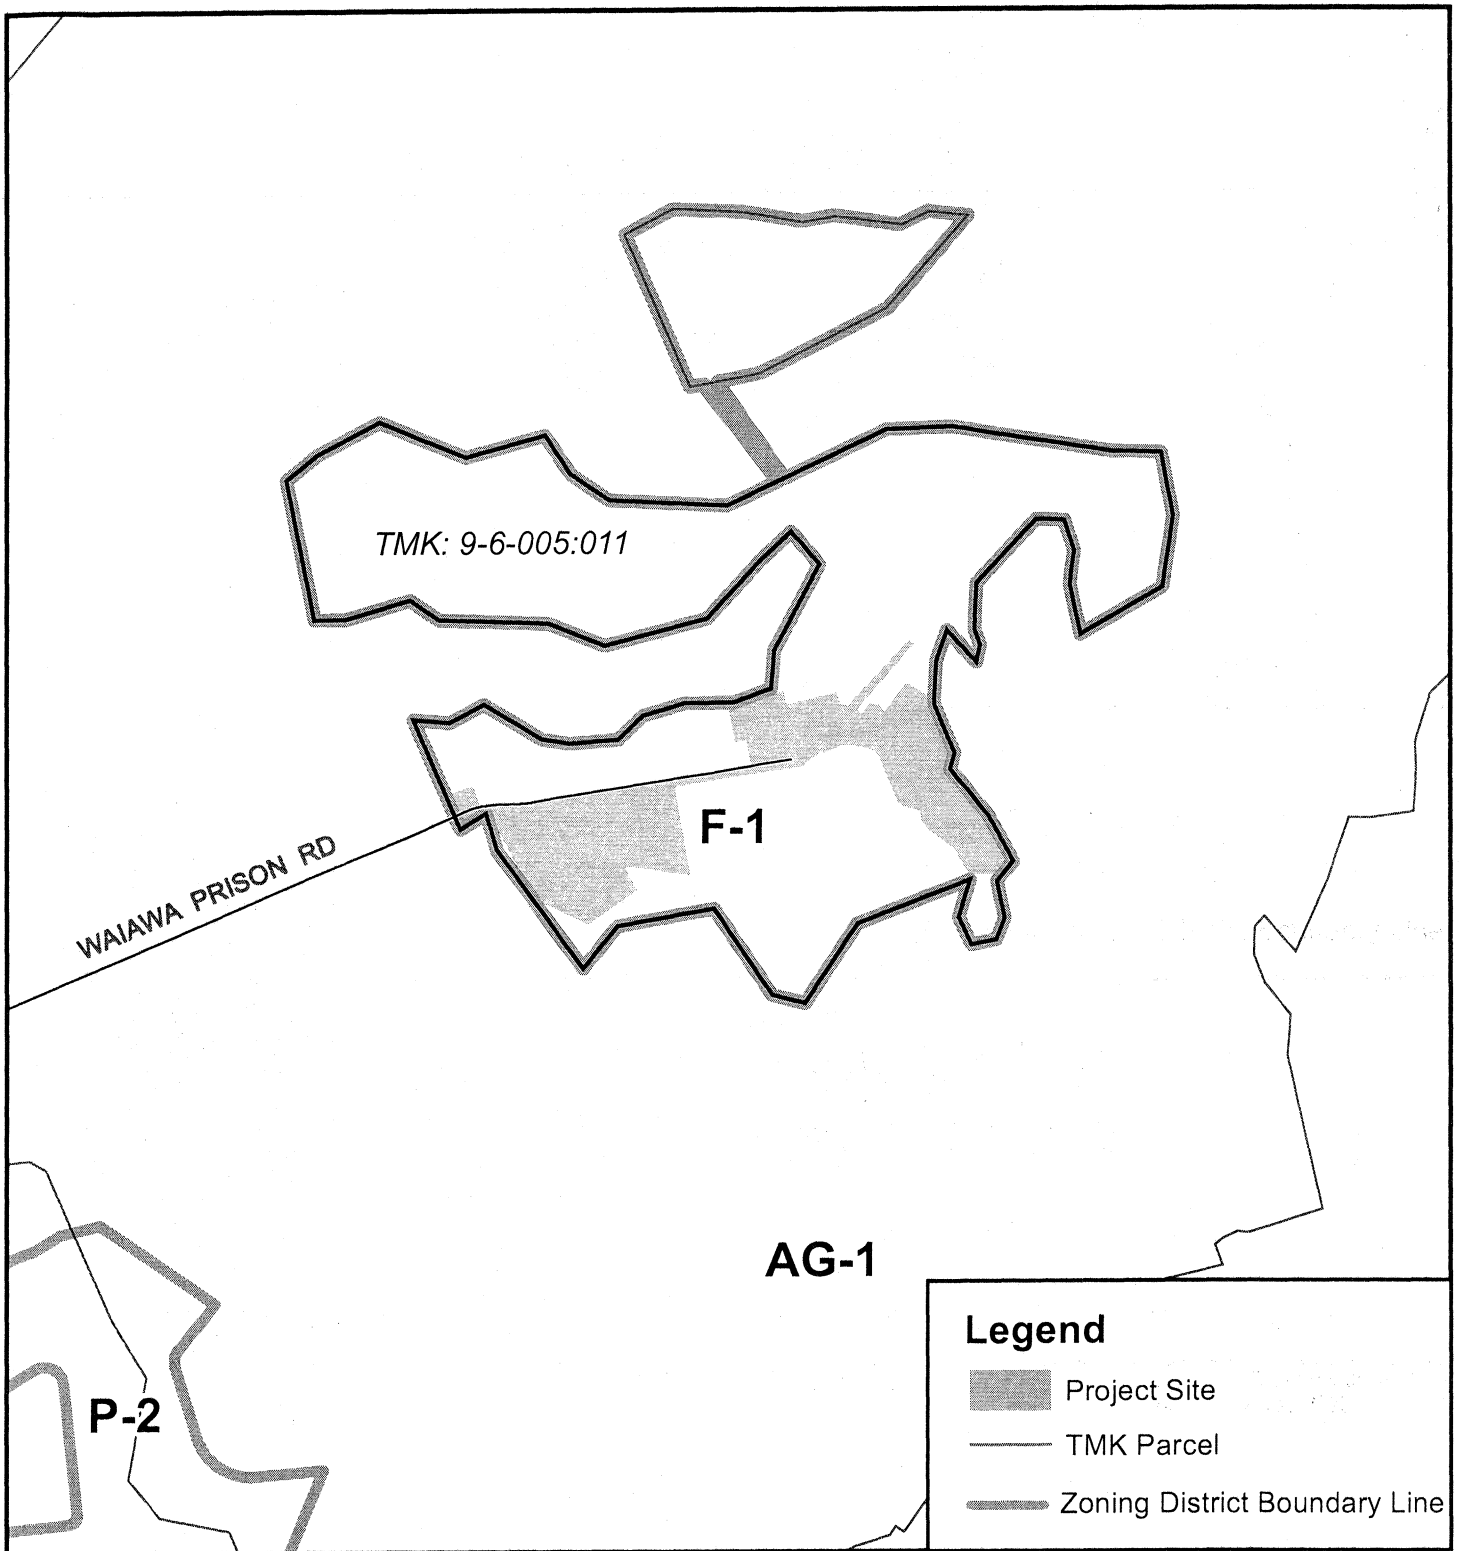 TMK: 9-6-005:011
F-1
WAIAWA PRISON RD
AG-1
P-2
Legend
Project Site
TMK Parcel
Zoning District Boundary Line